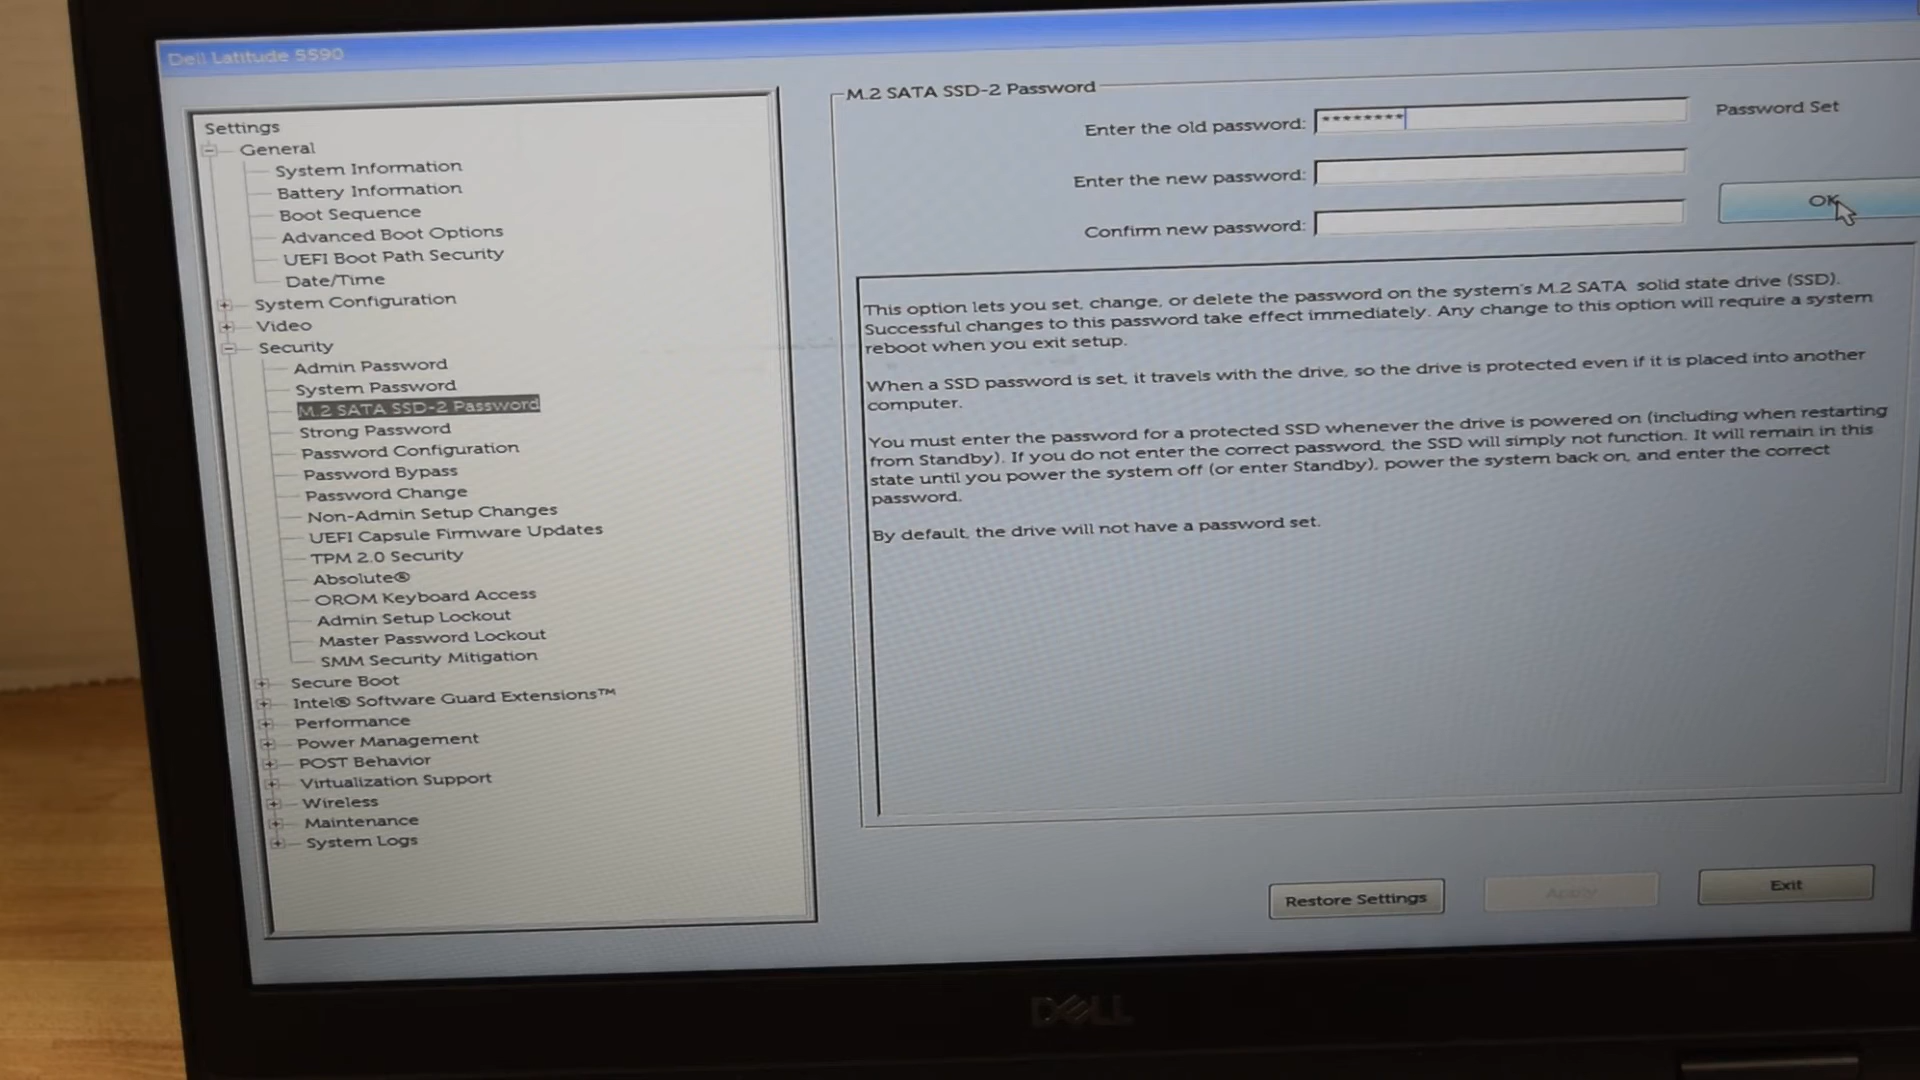 Dell Latitude 5590
Settings
General
System Information
Battery Information
Boot Sequence
Advanced Boot Options
UEFI Boot Path Security
Date/Time
System Configuration
Video
Security
Admin Password
System Password
M.2 SATA SSD-2 Password
Strong Password
Password Configuration
Password Bypass
Password Change
Non-Admin Setup Changes
UEFI Capsule Firmware Updates
TPM 2.0 Security
Absolute®
OROM Keyboard Access
Admin Setup Lockout
Master Password Lockout
SMM Security Mitigation
Secure Boot
Intel® Software Guard Extensions™
Performance
Power Management
POST Behavior
Virtualization Support
Wireless
Maintenance
System Logs
M.2 SATA SSD-2 Password
Enter the old password: ******** Password Set
Enter the new password:
OK
Confirm new password:
This option lets you set, change, or delete the password on the system's M.2 SATA solid state drive (SSD).
Successful changes to this password take effect immediately. Any change to this option will require a system
reboot when you exit setup.
When a SSD password is set, it travels with the drive, so the drive is protected even if it is placed into another
computer.
You must enter the password for a protected SSD whenever the drive is powered on (including when restarting
from Standby). If you do not enter the correct password, the SSD will simply not function. It will remain in this
state until you power the system off (or enter Standby), power the system back on, and enter the correct
password.
By default, the drive will not have a password set.
Restore Settings Apply Exit
DELL